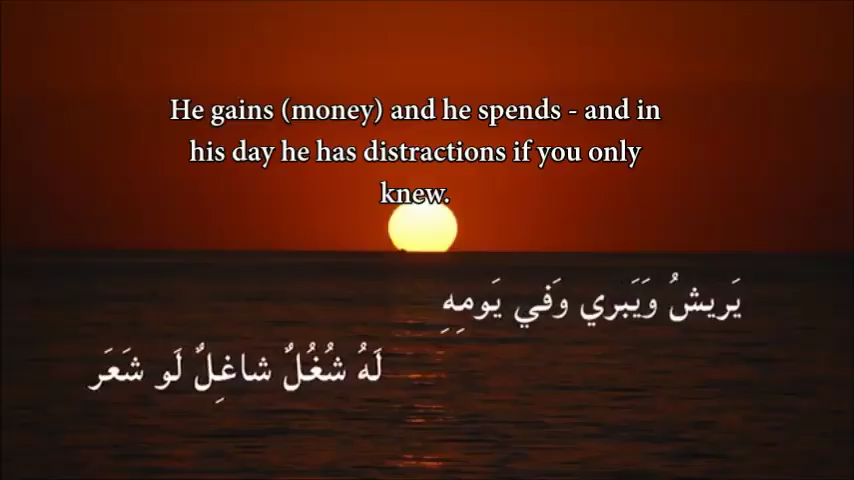 He gains (money) and he spends - and in
his day he has distractions if you only
knew.
يَريشُ وَيَبري وَفي يَومِهِ
لَهُ شُغُلٌ شاغِلٌ لَو شَعَر